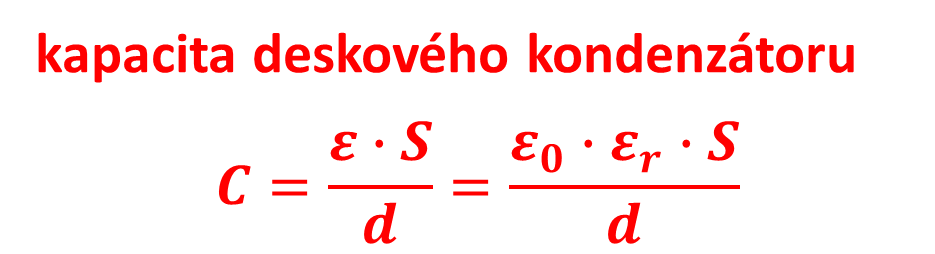 kapacita deskového kondenzátoru
C = ε · S / d = ε₀ · εᵣ · S / d